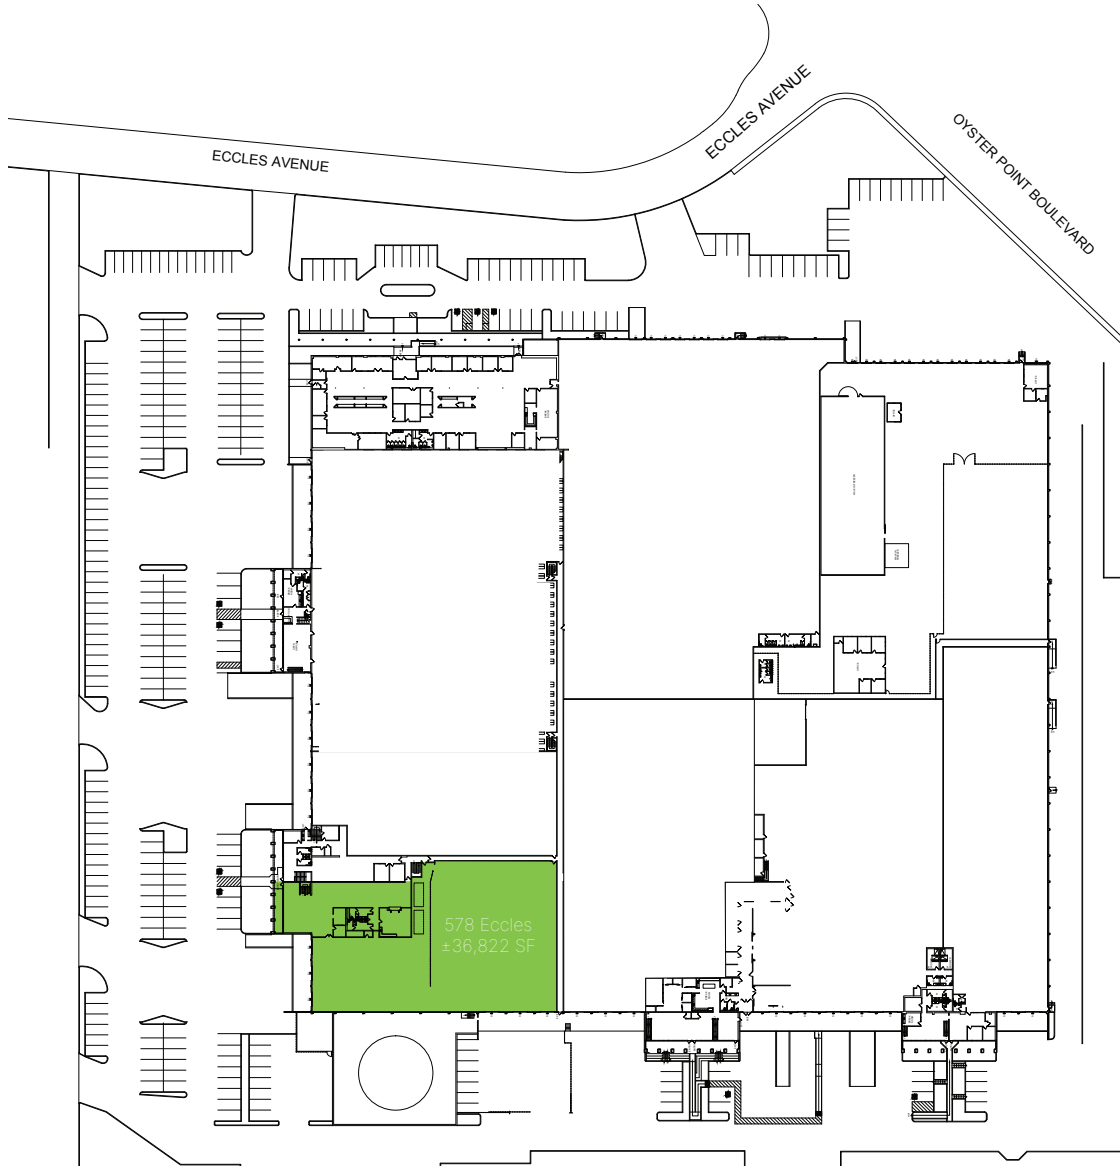 ECCLES AVENUE
ECCLES AVENUE
OYSTER POINT BOULEVARD
578 Eccles
±36,822 SF